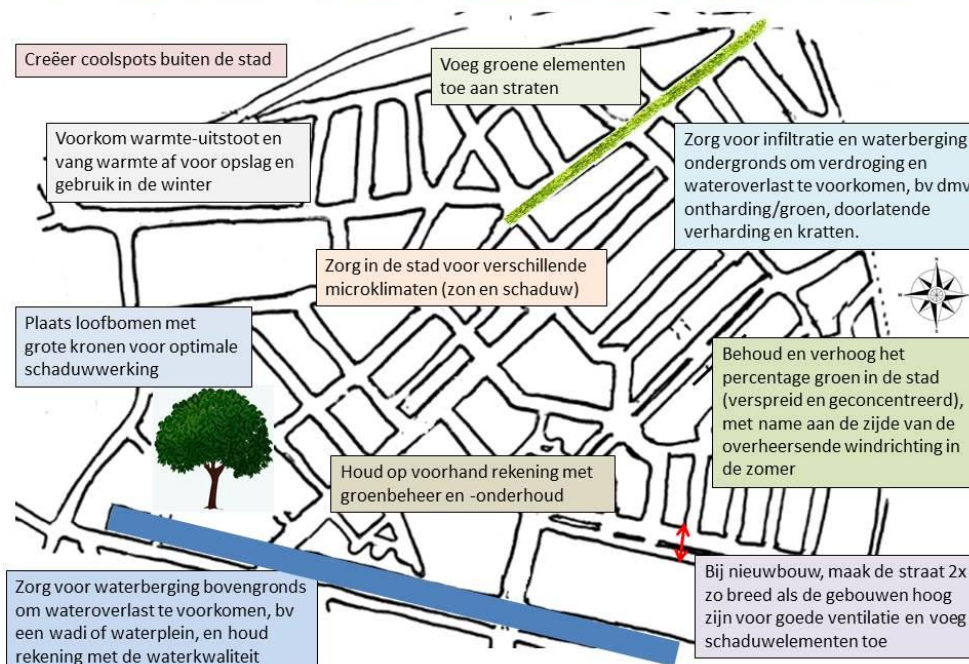 Creëer coolspots buiten de stad
Voeg groene elementen
toe aan straten
Voorkom warmte-uitstoot en
vang warmte af voor opslag en
gebruik in de winter
Zorg voor infiltratie en waterberging
ondergronds om verdroging en
wateroverlast te voorkomen, bv dmv
ontharding/groen, doorlatende
verharding en kratten.
Zorg in de stad voor verschillende
microklimaten (zon en schaduw)
Plaats loofbomen met
grote kronen voor optimale
schaduwwerking
Behoud en verhoog het
percentage groen in de stad
(verspreid en geconcentreerd),
met name aan de zijde van de
overheersende windrichting in
de zomer
Houd op voorhand rekening met
groenbeheer en -onderhoud
Zorg voor waterberging bovengronds
om wateroverlast te voorkomen, bv
een wadi of waterplein, en houd
rekening met de waterkwaliteit
Bij nieuwbouw, maak de straat 2x
zo breed als de gebouwen hoog
zijn voor goede ventilatie en voeg
schaduwelementen toe